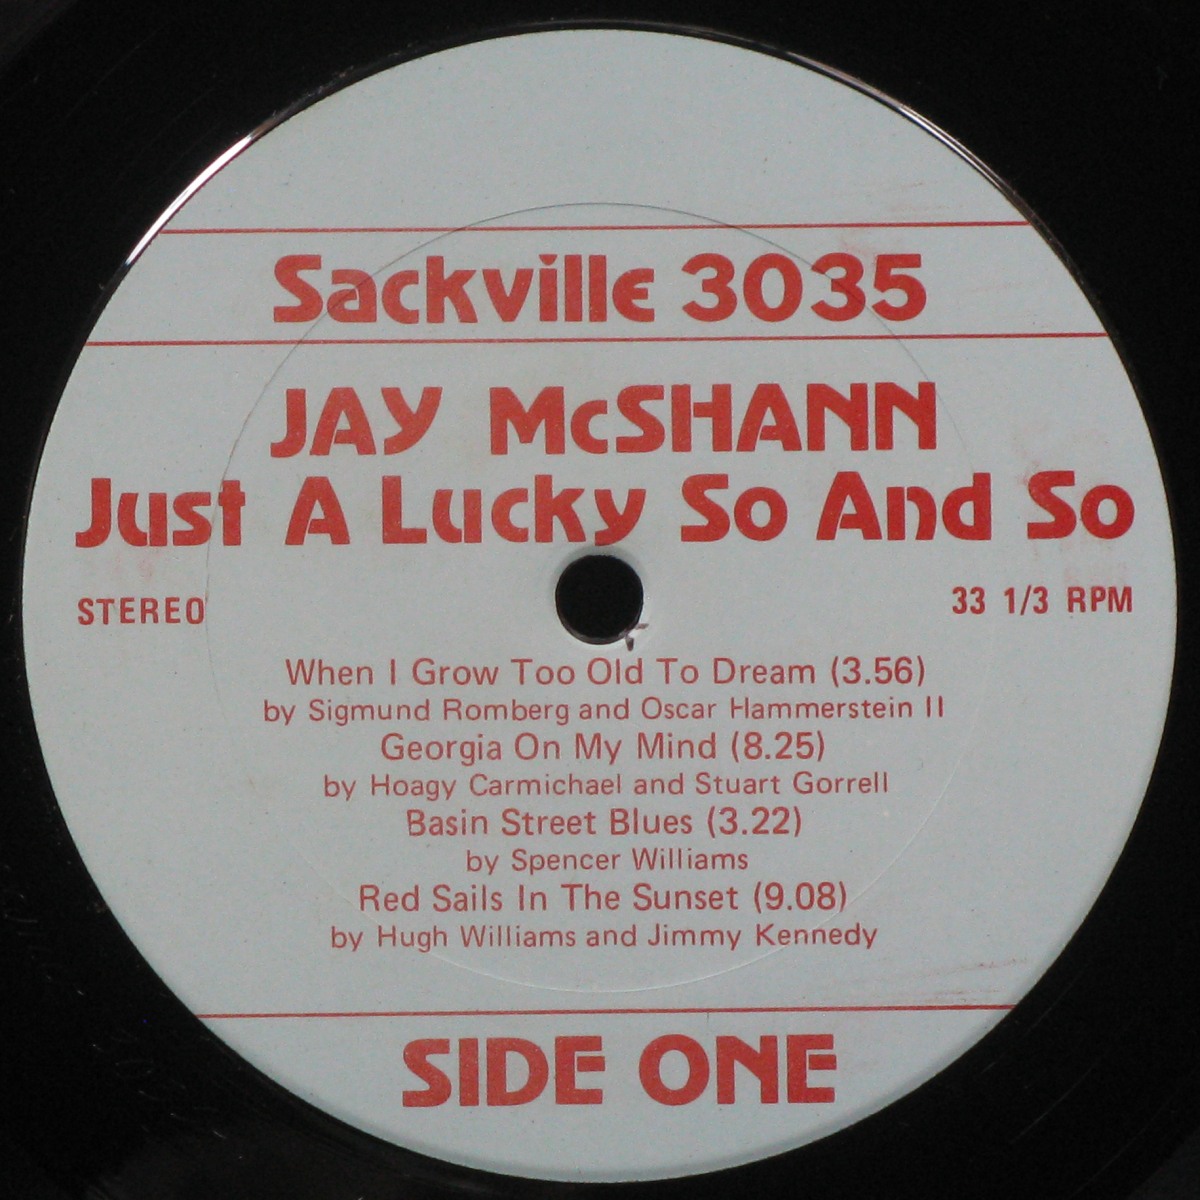 Sackville 3035
JAY McSHANN
Just A Lucky So And So
STEREO
33 1/3 RPM
When I Grow Too Old To Dream (3.56)
by Sigmund Romberg and Oscar Hammerstein II
Georgia On My Mind (8.25)
by Hoagy Carmichael and Stuart Gorrell
Basin Street Blues (3.22)
by Spencer Williams
Red Sails In The Sunset (9.08)
by Hugh Williams and Jimmy Kennedy
SIDE ONE